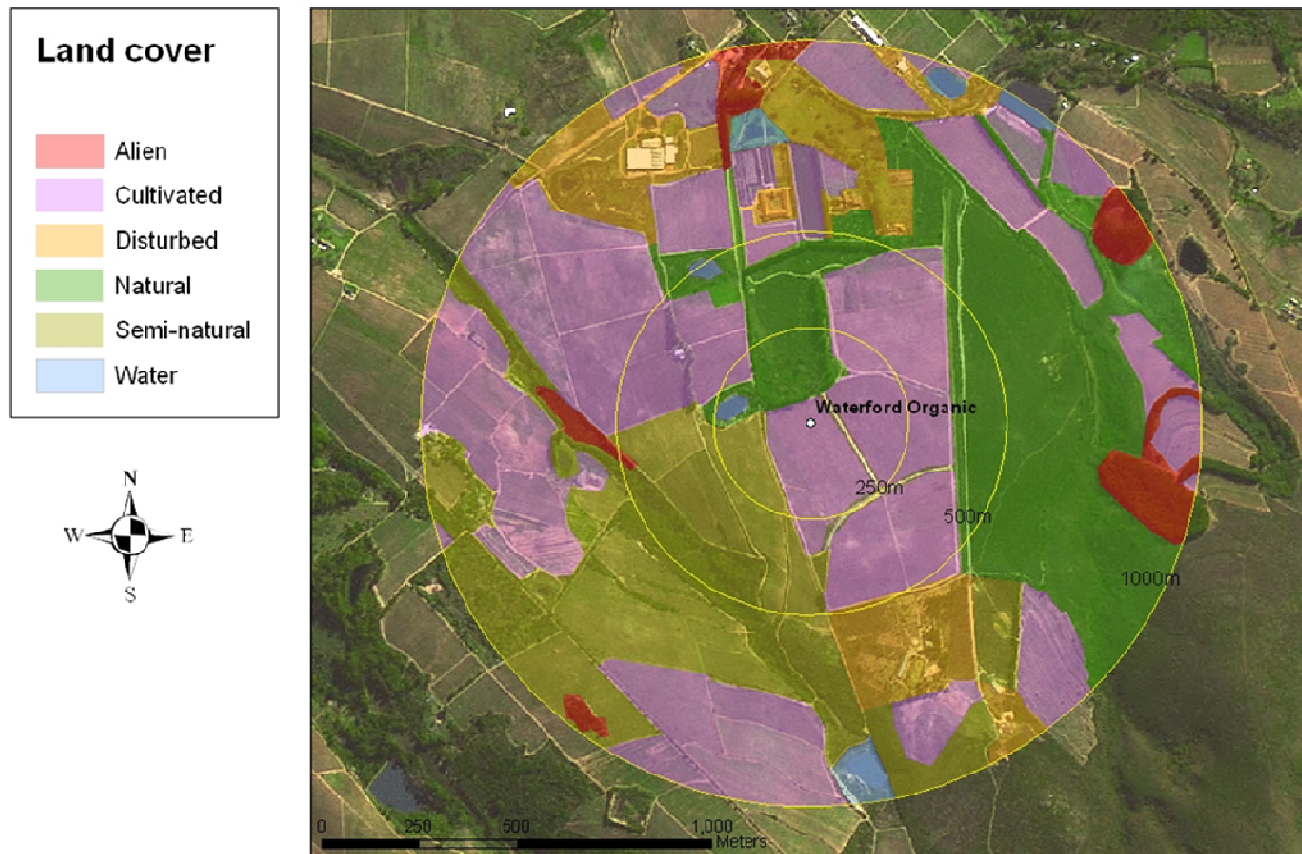 Land cover
Alien
Cultivated
Disturbed
Natural
Semi-natural
Water
N
W
E
S
Waterford Organic
250m
500m
1000m
0
250
500
1,000
Meters